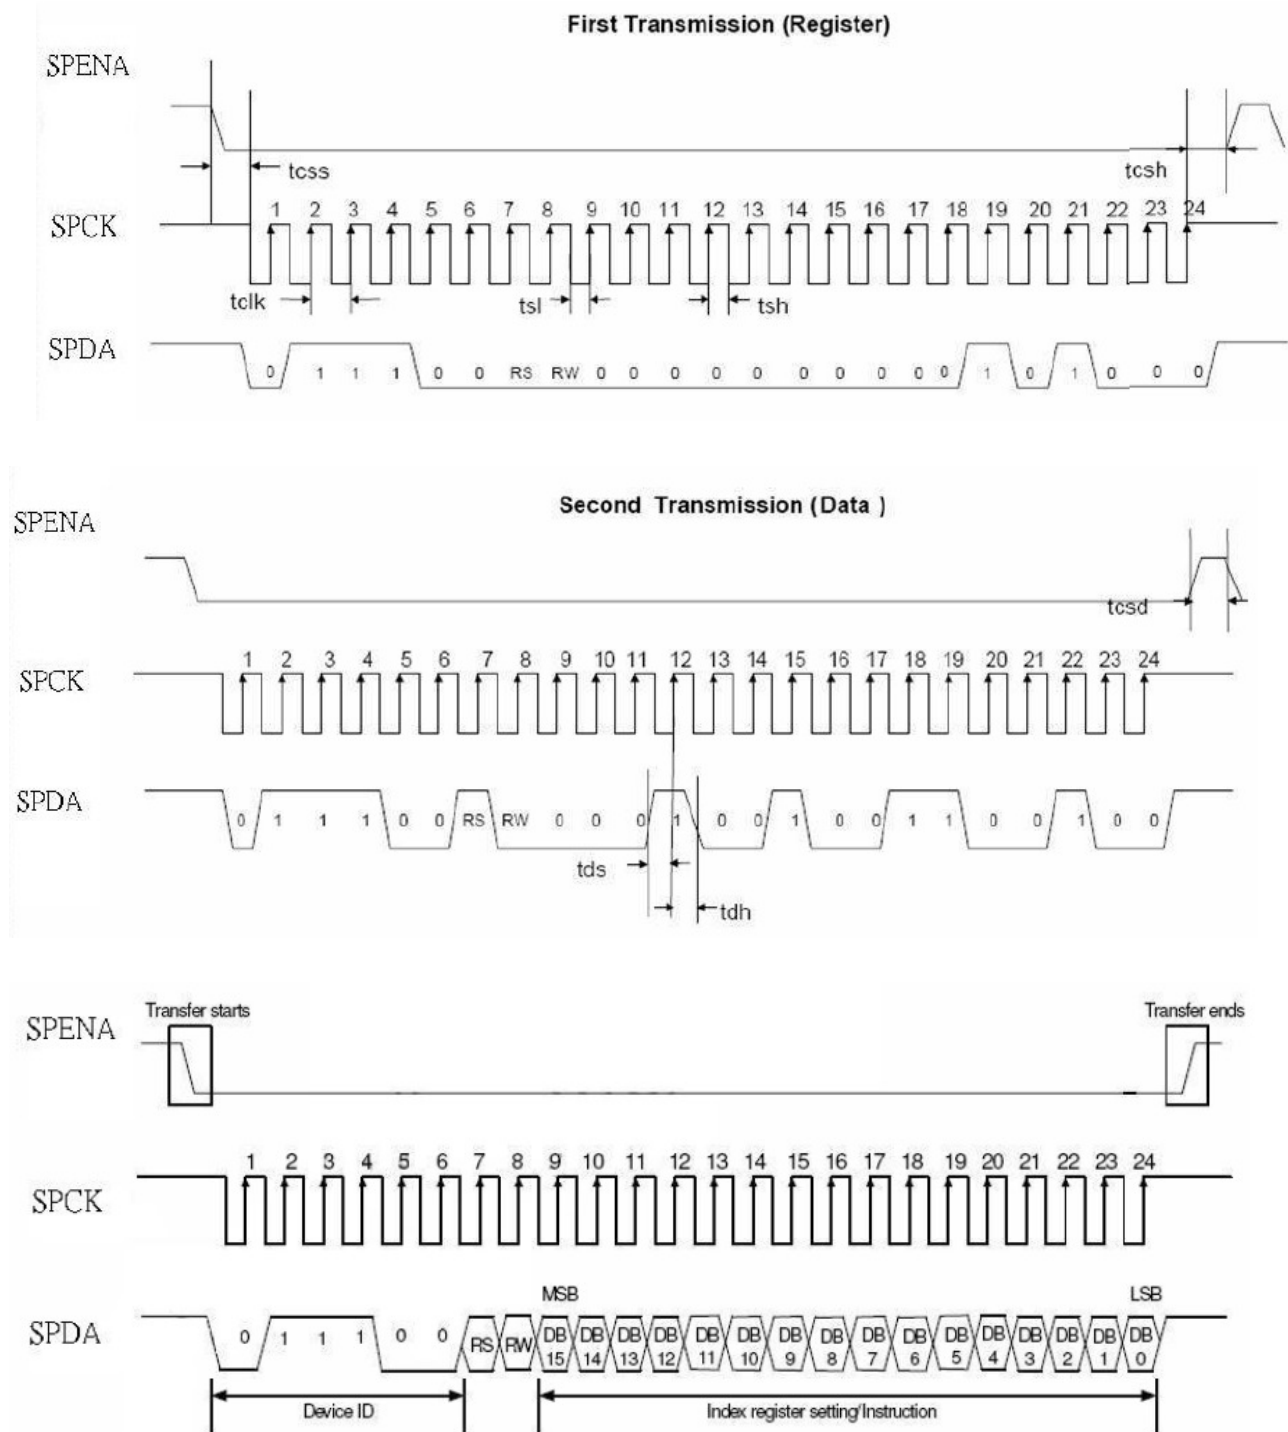 First Transmission (Register)
SPENA
tcss
tcsh
SPCK
1 2 3 4 5 6 7 8 9 10 11 12 13 14 15 16 17 18 19 20 21 22 23 24
tclk
tsl
tsh
SPDA
0 1 1 1 0 0 RS RW 0 0 0 0 0 0 0 0 0 0 1 0 1 0 0 0
Second Transmission (Data )
SPENA
tcsd
SPCK
1 2 3 4 5 6 7 8 9 10 11 12 13 14 15 16 17 18 19 20 21 22 23 24
SPDA
0 1 1 1 0 0 RS RW 0 0 0 1 0 0 1 0 0 1 1 0 0 1 0 0
tds
tdh
Transfer starts
Transfer ends
SPENA
SPCK
1 2 3 4 5 6 7 8 9 10 11 12 13 14 15 16 17 18 19 20 21 22 23 24
MSB
LSB
SPDA
0 1 1 1 0 0 RS RW DB 15 DB 14 DB 13 DB 12 DB 11 DB 10 DB 9 DB 8 DB 7 DB 6 DB 5 DB 4 DB 3 DB 2 DB 1 DB 0
Device ID
Index register setting/Instruction